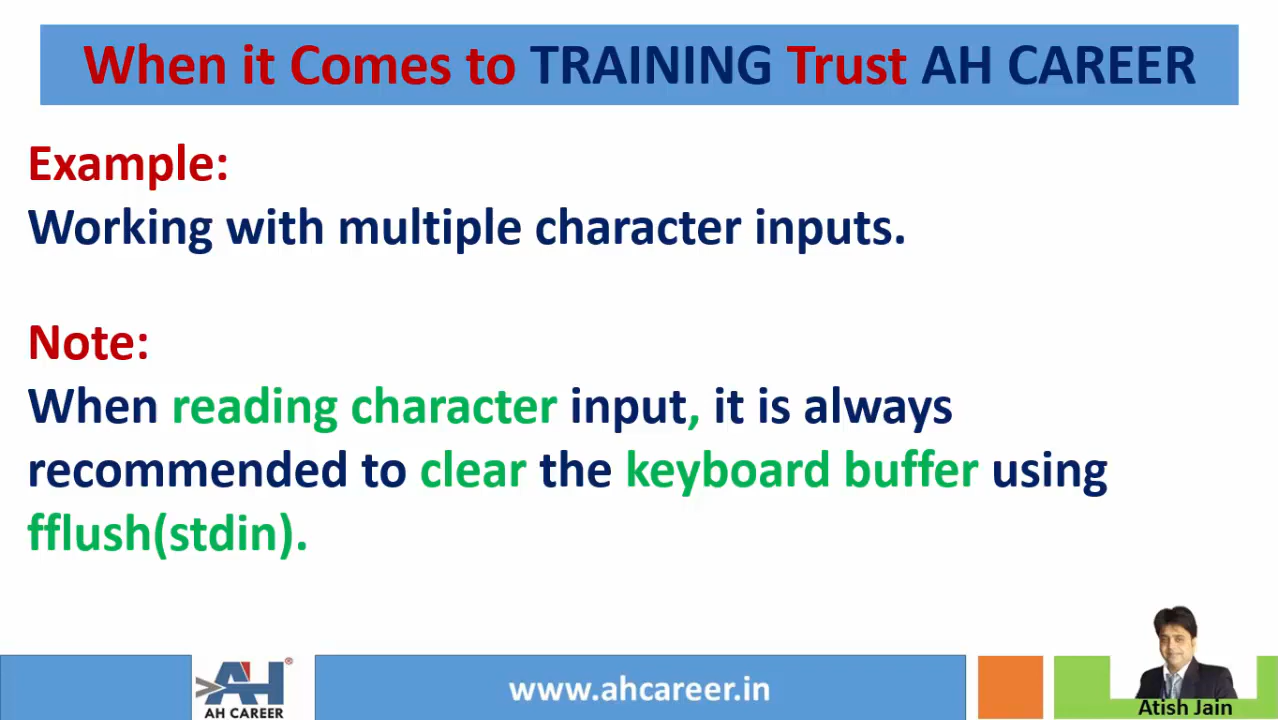 When it Comes to TRAINING Trust AH CAREER
Example:
Working with multiple character inputs.
Note:
When reading character input, it is always
recommended to clear the keyboard buffer using
fflush(stdin).
AH®
AH CAREER
www.ahcareer.in
Atish Jain